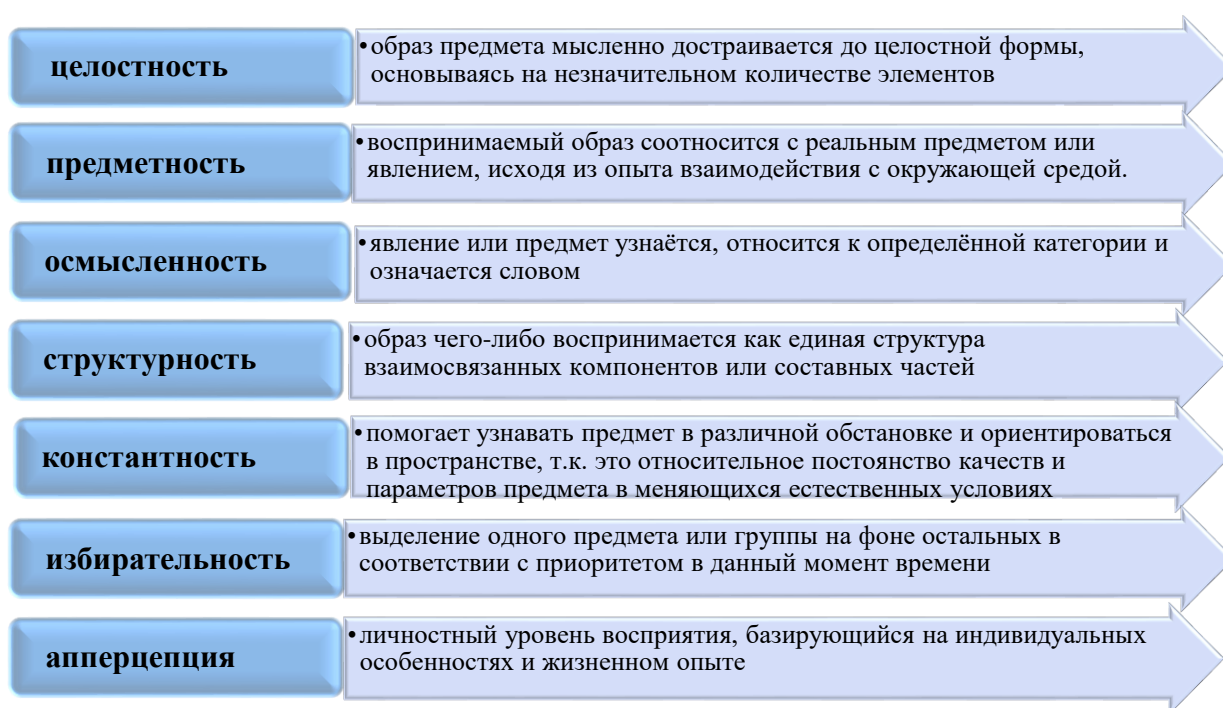 целостность
•образ предмета мысленно достраивается до целостной формы,
основываясь на незначительном количестве элементов
предметность
•воспринимаемый образ соотносится с реальным предметом или
явлением, исходя из опыта взаимодействия с окружающей средой.
осмысленность
•явление или предмет узнаётся, относится к определённой категории и
означается словом
структурность
•образ чего-либо воспринимается как единая структура
взаимосвязанных компонентов или составных частей
константность
•помогает узнавать предмет в различной обстановке и ориентироваться
в пространстве, т.к. это относительное постоянство качеств и
параметров предмета в меняющихся естественных условиях
избирательность
•выделение одного предмета или группы на фоне остальных в
соответствии с приоритетом в данный момент времени
апперцепция
•личностный уровень восприятия, базирующийся на индивидуальных
особенностях и жизненном опыте